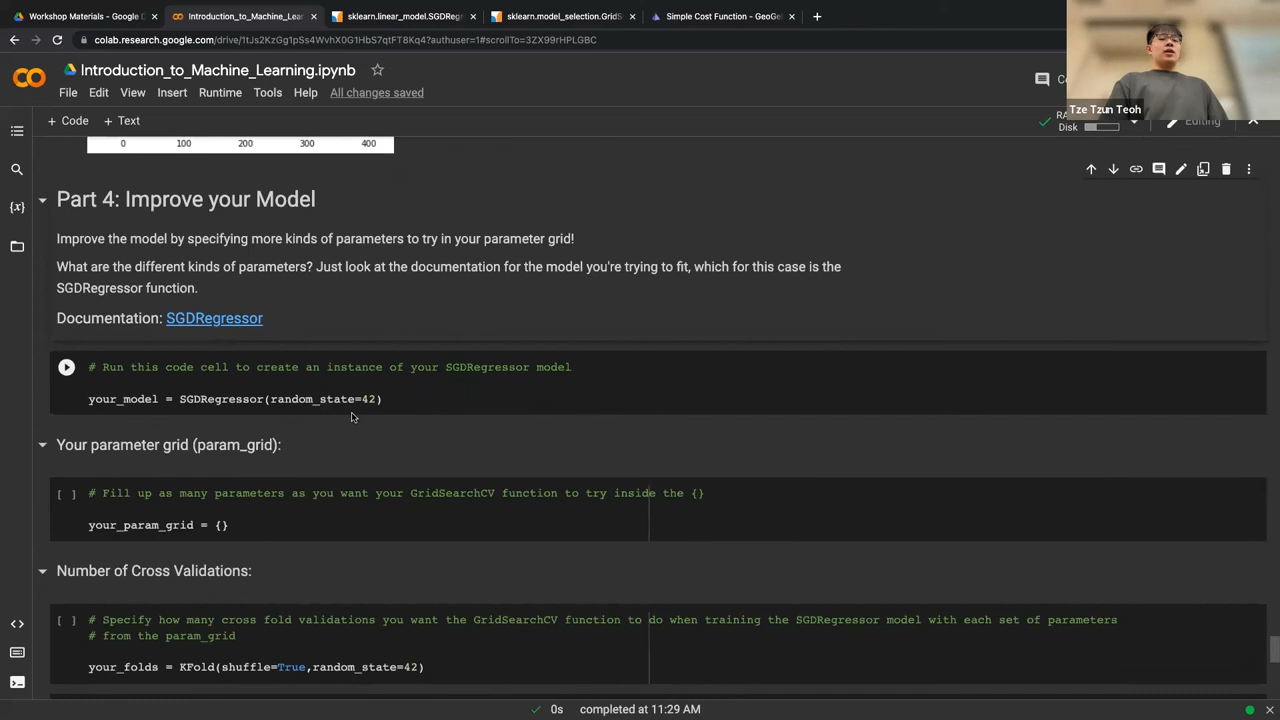 Workshop Materials - Google D
Introduction_to_Machine_Learni
sklearn.linear_model.SGDRegr
sklearn.model_selection.GridS
Simple Cost Function - GeoGe
colab.research.google.com/drive/1tJs2KzGg1pSs4WvhX0G1HbS7qtFT8Kq4?authuser=1#scrollTo=3ZX99rHPLGBC
Introduction_to_Machine_Learning.ipynb
File Edit View Insert Runtime Tools Help All changes saved
Tze Tzun Teoh
+ Code + Text
Disk
Editing
0 100 200 300 400
Part 4: Improve your Model
Improve the model by specifying more kinds of parameters to try in your parameter grid!
What are the different kinds of parameters? Just look at the documentation for the model you're trying to fit, which for this case is the
SGDRegressor function.
Documentation: SGDRegressor
# Run this code cell to create an instance of your SGDRegressor model
your_model = SGDRegressor(random_state=42)
Your parameter grid (param_grid):
[ ] # Fill up as many parameters as you want your GridSearchCV function to try inside the {}
your_param_grid = {}
Number of Cross Validations:
[ ] # Specify how many cross fold validations you want the GridSearchCV function to do when training the SGDRegressor model with each set of parameters
# from the param_grid
your_folds = KFold(shuffle=True,random_state=42)
0s completed at 11:29 AM